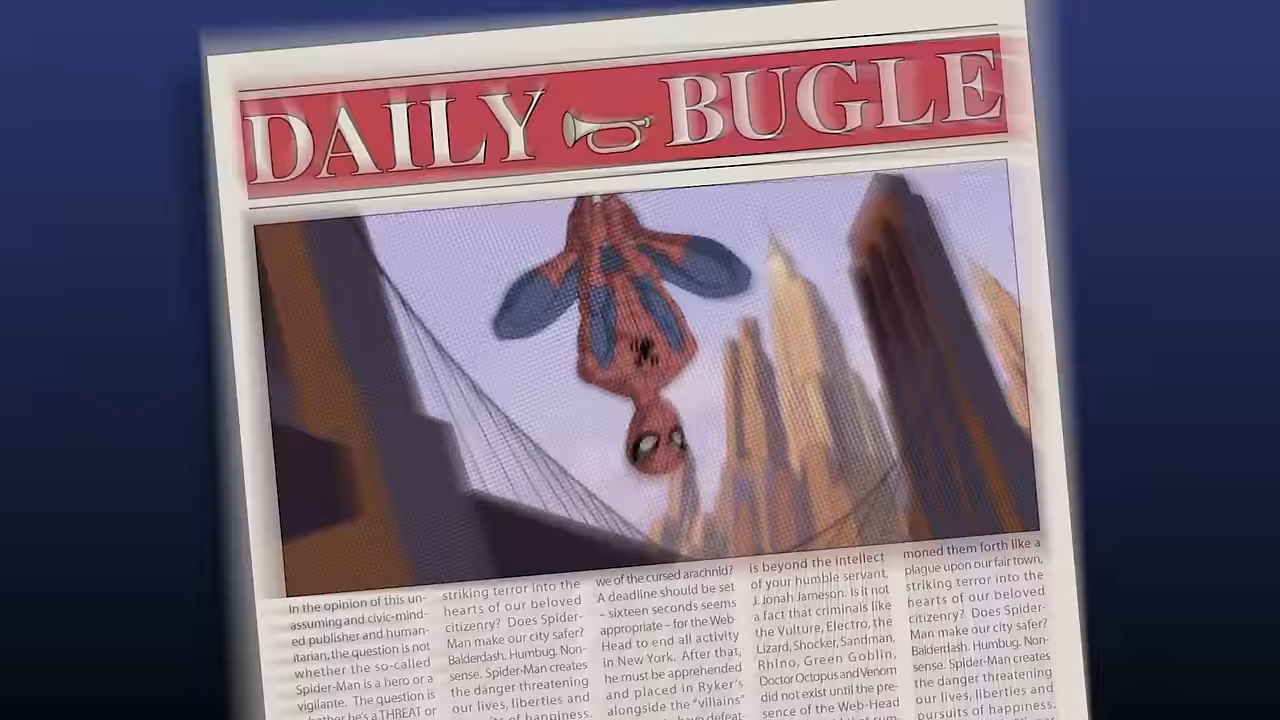 DAILY BUGLE
In the opinion of this un-
assuming and civic-mind-
ed publisher and human-
itarian, the question is not
whether the so-called
Spider-Man is a hero or a
vigilante. The question is
he's a THREAT or
striking terror into the
hearts of our beloved
citizenry? Does Spider-
Man make our city safer?
Balderdash. Humbug. Non-
sense. Spider-Man creates
the danger threatening
our lives, liberties and
of happiness.
we of the cursed arachnid?
A deadline should be set
– sixteen seconds seems
appropriate – for the Web-
Head to end all activity
in New York. After that,
he must be apprehended
and placed in Ryker's
alongside the "villains"
have defeat-
is beyond the intellect
of your humble servant,
J. Jonah Jameson. Is it not
a fact that criminals like
the Vulture, Electro, the
Lizard, Shocker, Sandman,
Rhino, Green Goblin,
Doctor Octopus and Venom
did not exist until the pre-
sence of the Web-Head
moned them forth like a
plague upon our fair town,
striking terror into the
hearts of our beloved
citizenry? Does Spider-
Man make our city safer?
Balderdash. Humbug. Non-
sense. Spider-Man creates
the danger threatening
our lives, liberties and
pursuits of happiness.